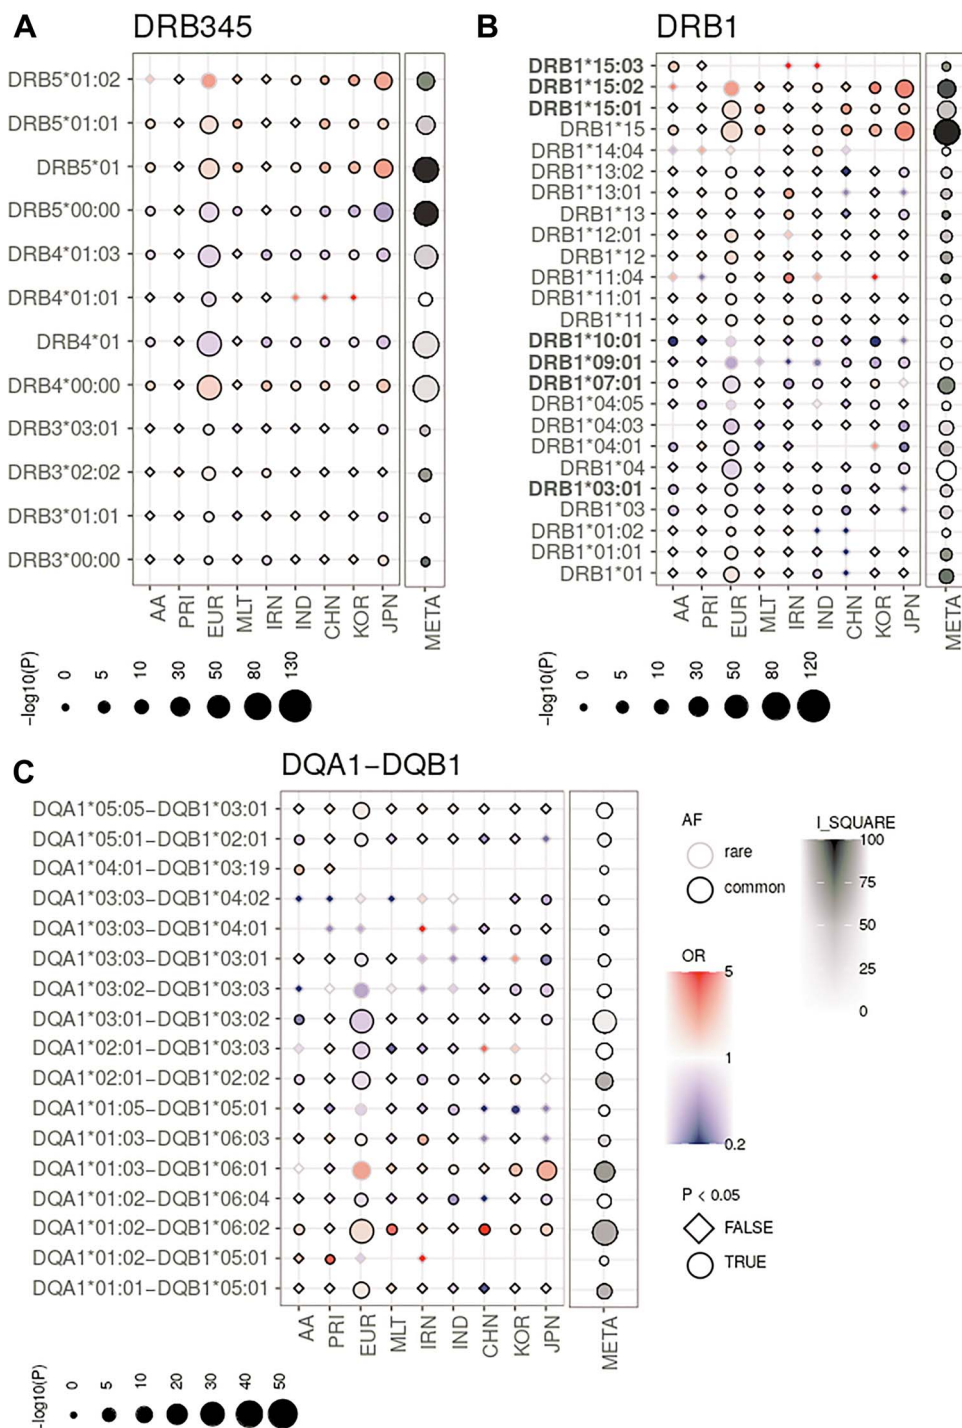 A
DRB345
DRB5*01:02
DRB5*01:01
DRB5*01
DRB5*00:00
DRB4*01:03
DRB4*01:01
DRB4*01
DRB4*00:00
DRB3*03:01
DRB3*02:02
DRB3*01:01
DRB3*00:00
AA PRI EUR MLT IRN IND CHN KOR JPN META
-log10(P) 0 5 10 30 50 80 130
B
DRB1
DRB1*15:03
DRB1*15:02
DRB1*15:01
DRB1*15
DRB1*14:04
DRB1*13:02
DRB1*13:01
DRB1*13
DRB1*12:01
DRB1*12
DRB1*11:04
DRB1*11:01
DRB1*11
DRB1*10:01
DRB1*09:01
DRB1*07:01
DRB1*04:05
DRB1*04:03
DRB1*04:01
DRB1*04
DRB1*03:01
DRB1*03
DRB1*01:02
DRB1*01:01
DRB1*01
AA PRI EUR MLT IRN IND CHN KOR JPN META
-log10(P) 0 5 10 30 50 80 120
C
DQA1-DQB1
DQA1*05:05-DQB1*03:01
DQA1*05:01-DQB1*02:01
DQA1*04:01-DQB1*03:19
DQA1*03:03-DQB1*04:02
DQA1*03:03-DQB1*04:01
DQA1*03:03-DQB1*03:01
DQA1*03:02-DQB1*03:03
DQA1*03:01-DQB1*03:02
DQA1*02:01-DQB1*03:03
DQA1*02:01-DQB1*02:02
DQA1*01:05-DQB1*05:01
DQA1*01:03-DQB1*06:03
DQA1*01:03-DQB1*06:01
DQA1*01:02-DQB1*06:04
DQA1*01:02-DQB1*06:02
DQA1*01:02-DQB1*05:01
DQA1*01:01-DQB1*05:01
AA PRI EUR MLT IRN IND CHN KOR JPN META
-log10(P) 0 5 10 20 30 40 50
AF
rare
common
OR
5
1
0.2
P < 0.05
FALSE
TRUE
I_SQUARE
100
75
50
25
0